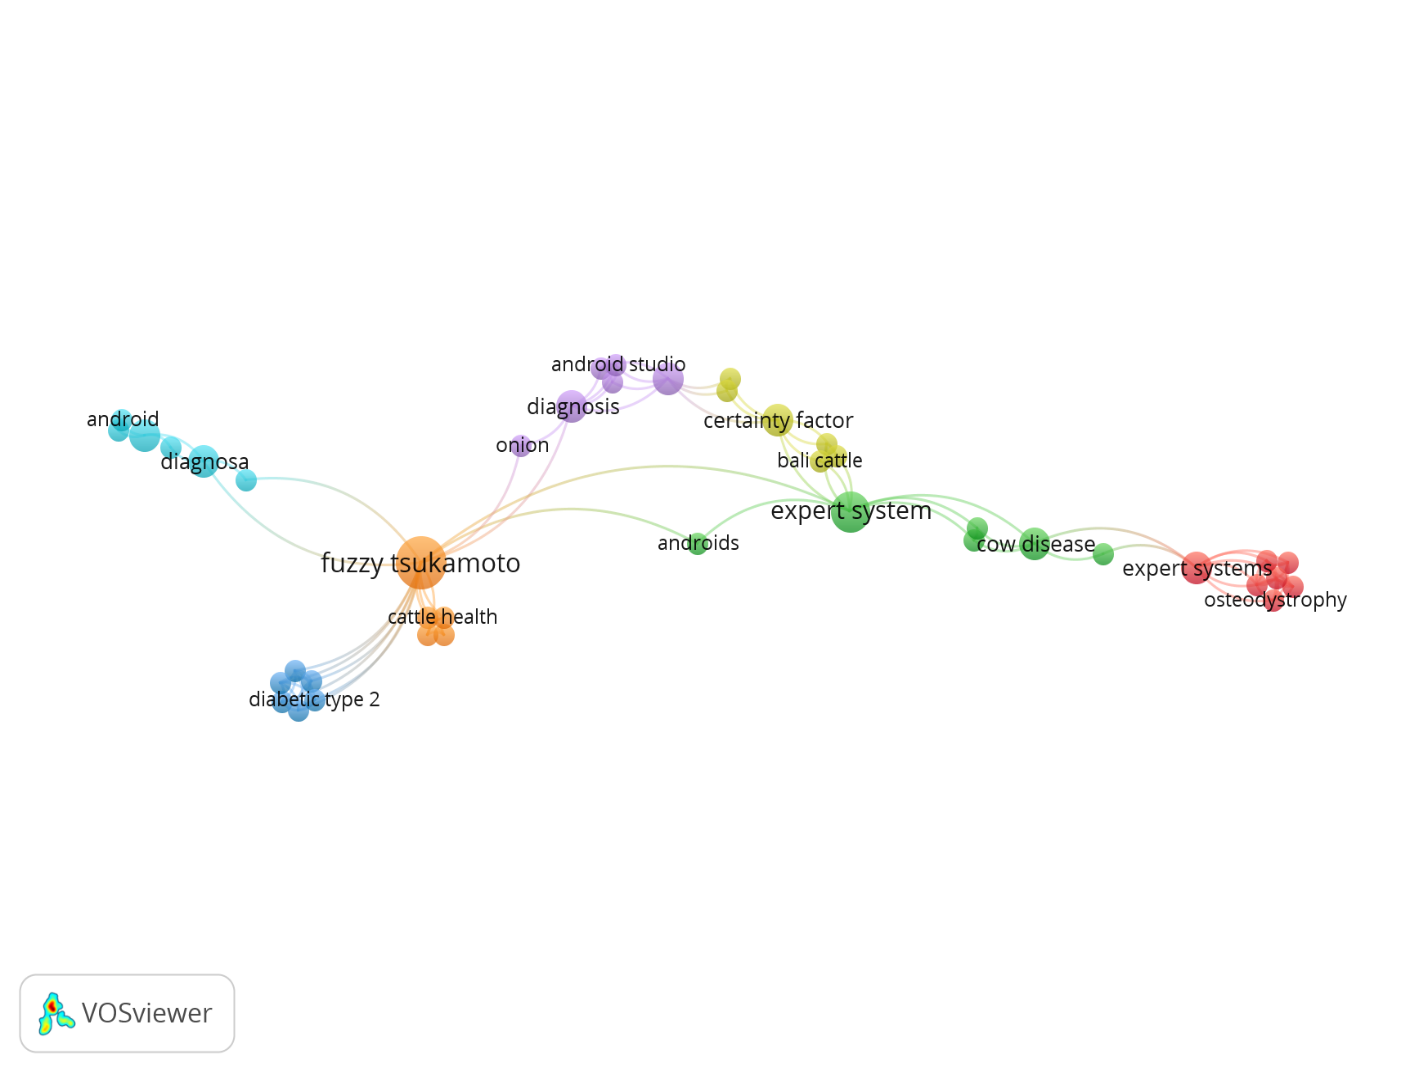 android studio
diagnosis
android
certainty factor
onion
diagnosa
bali cattle
expert system
androids
cow disease
fuzzy tsukamoto
expert systems
osteodystrophy
cattle health
diabetic type 2
VOSviewer